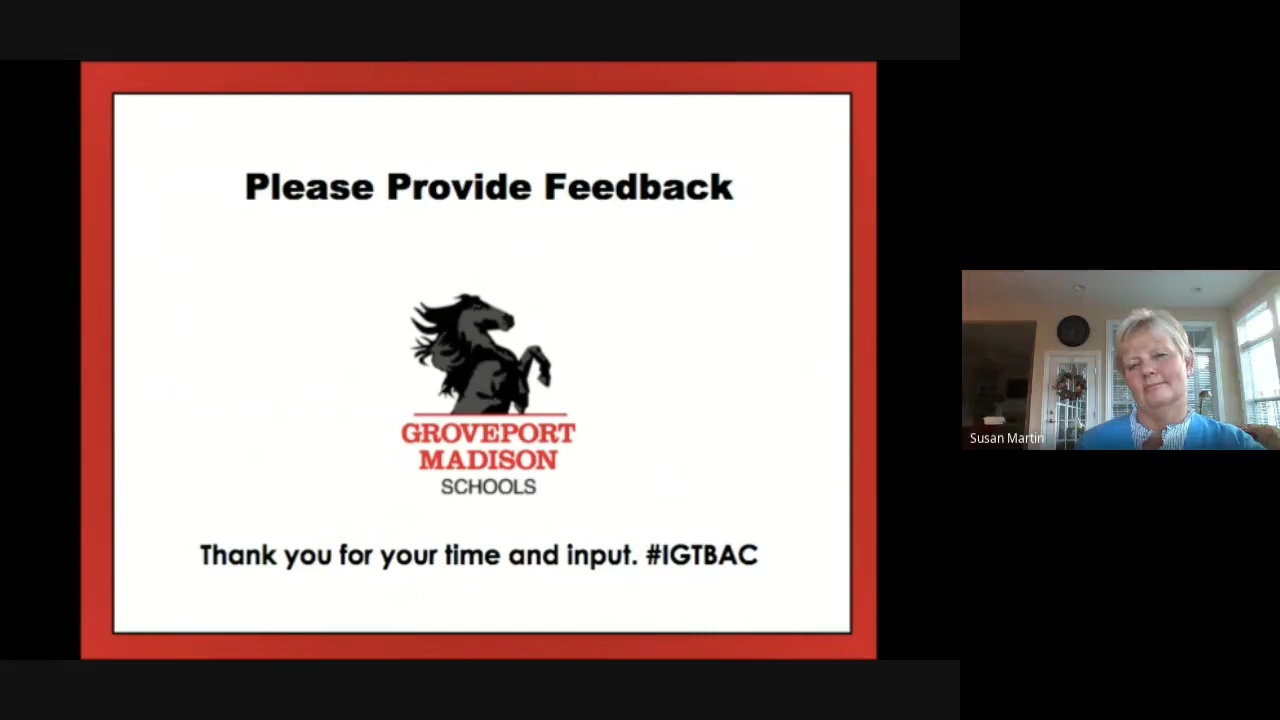 Please Provide Feedback
GROVEPORT
MADISON
SCHOOLS
Thank you for your time and input. #IGTBAC
Susan Martin